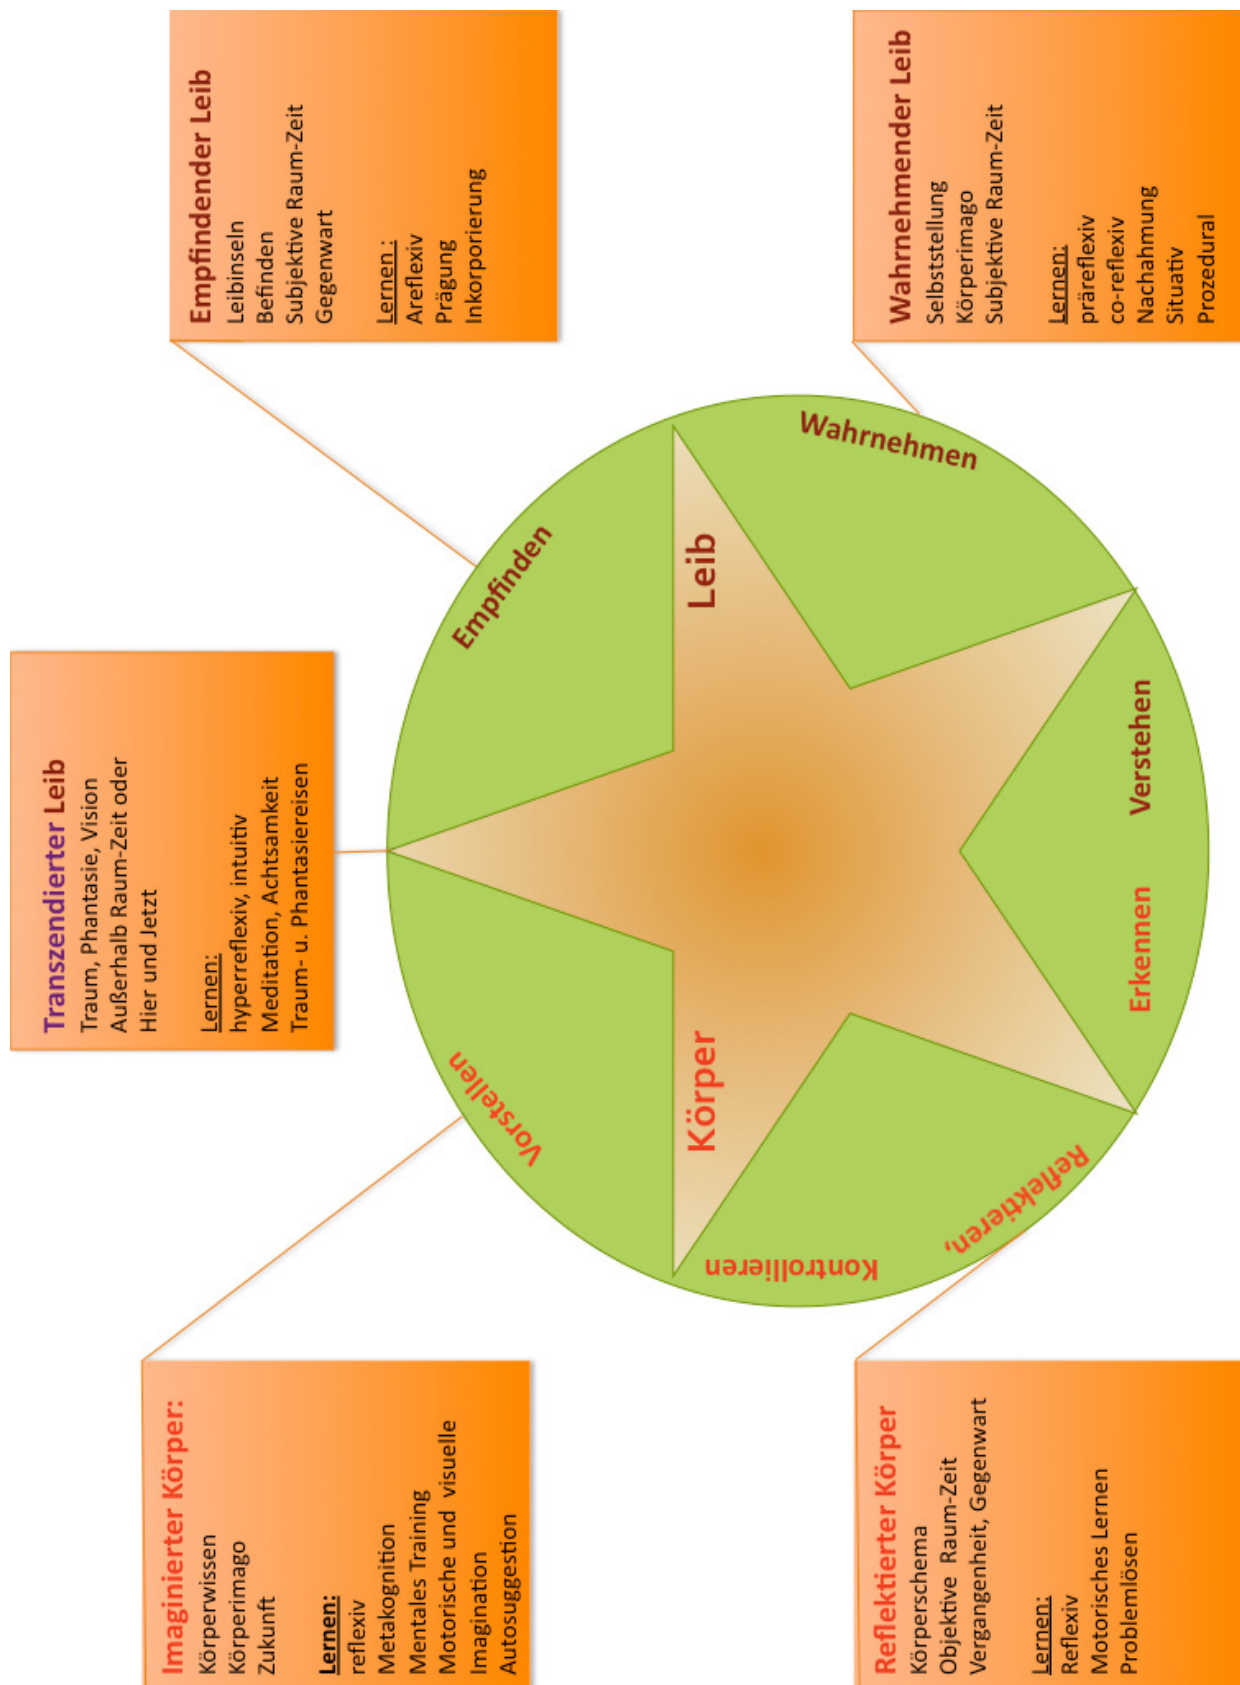 Transzendierter Leib
Traum, Phantasie, Vision
Außerhalb Raum-Zeit oder
Hier und Jetzt
Lernen:
hyperreflexiv, intuitiv
Meditation, Achtsamkeit
Traum- u. Phantasiereisen
Imaginierter Körper:
Körperwissen
Körperimago
Zukunft
Lernen:
reflexiv
Metakognition
Mentales Training
Motorische und visuelle
Imagination
Autosuggestion
Empfindender Leib
Leibinseln
Befinden
Subjektive Raum-Zeit
Gegenwart
Lernen :
Areflexiv
Prägung
Inkorporierung
Vorstellen
Empfinden
Körper
Leib
Kontrollieren
Reflektieren,
Wahrnehmen
Erkennen
Verstehen
Reflektierter Körper
Körperschema
Objektive Raum-Zeit
Vergangenheit, Gegenwart
Lernen:
Reflexiv
Motorisches Lernen
Problemlösen
Wahrnehmender Leib
Selbststellung
Körperimago
Subjektive Raum-Zeit
Lernen:
präreflexiv
co-reflexiv
Nachahmung
Situativ
Prozedural